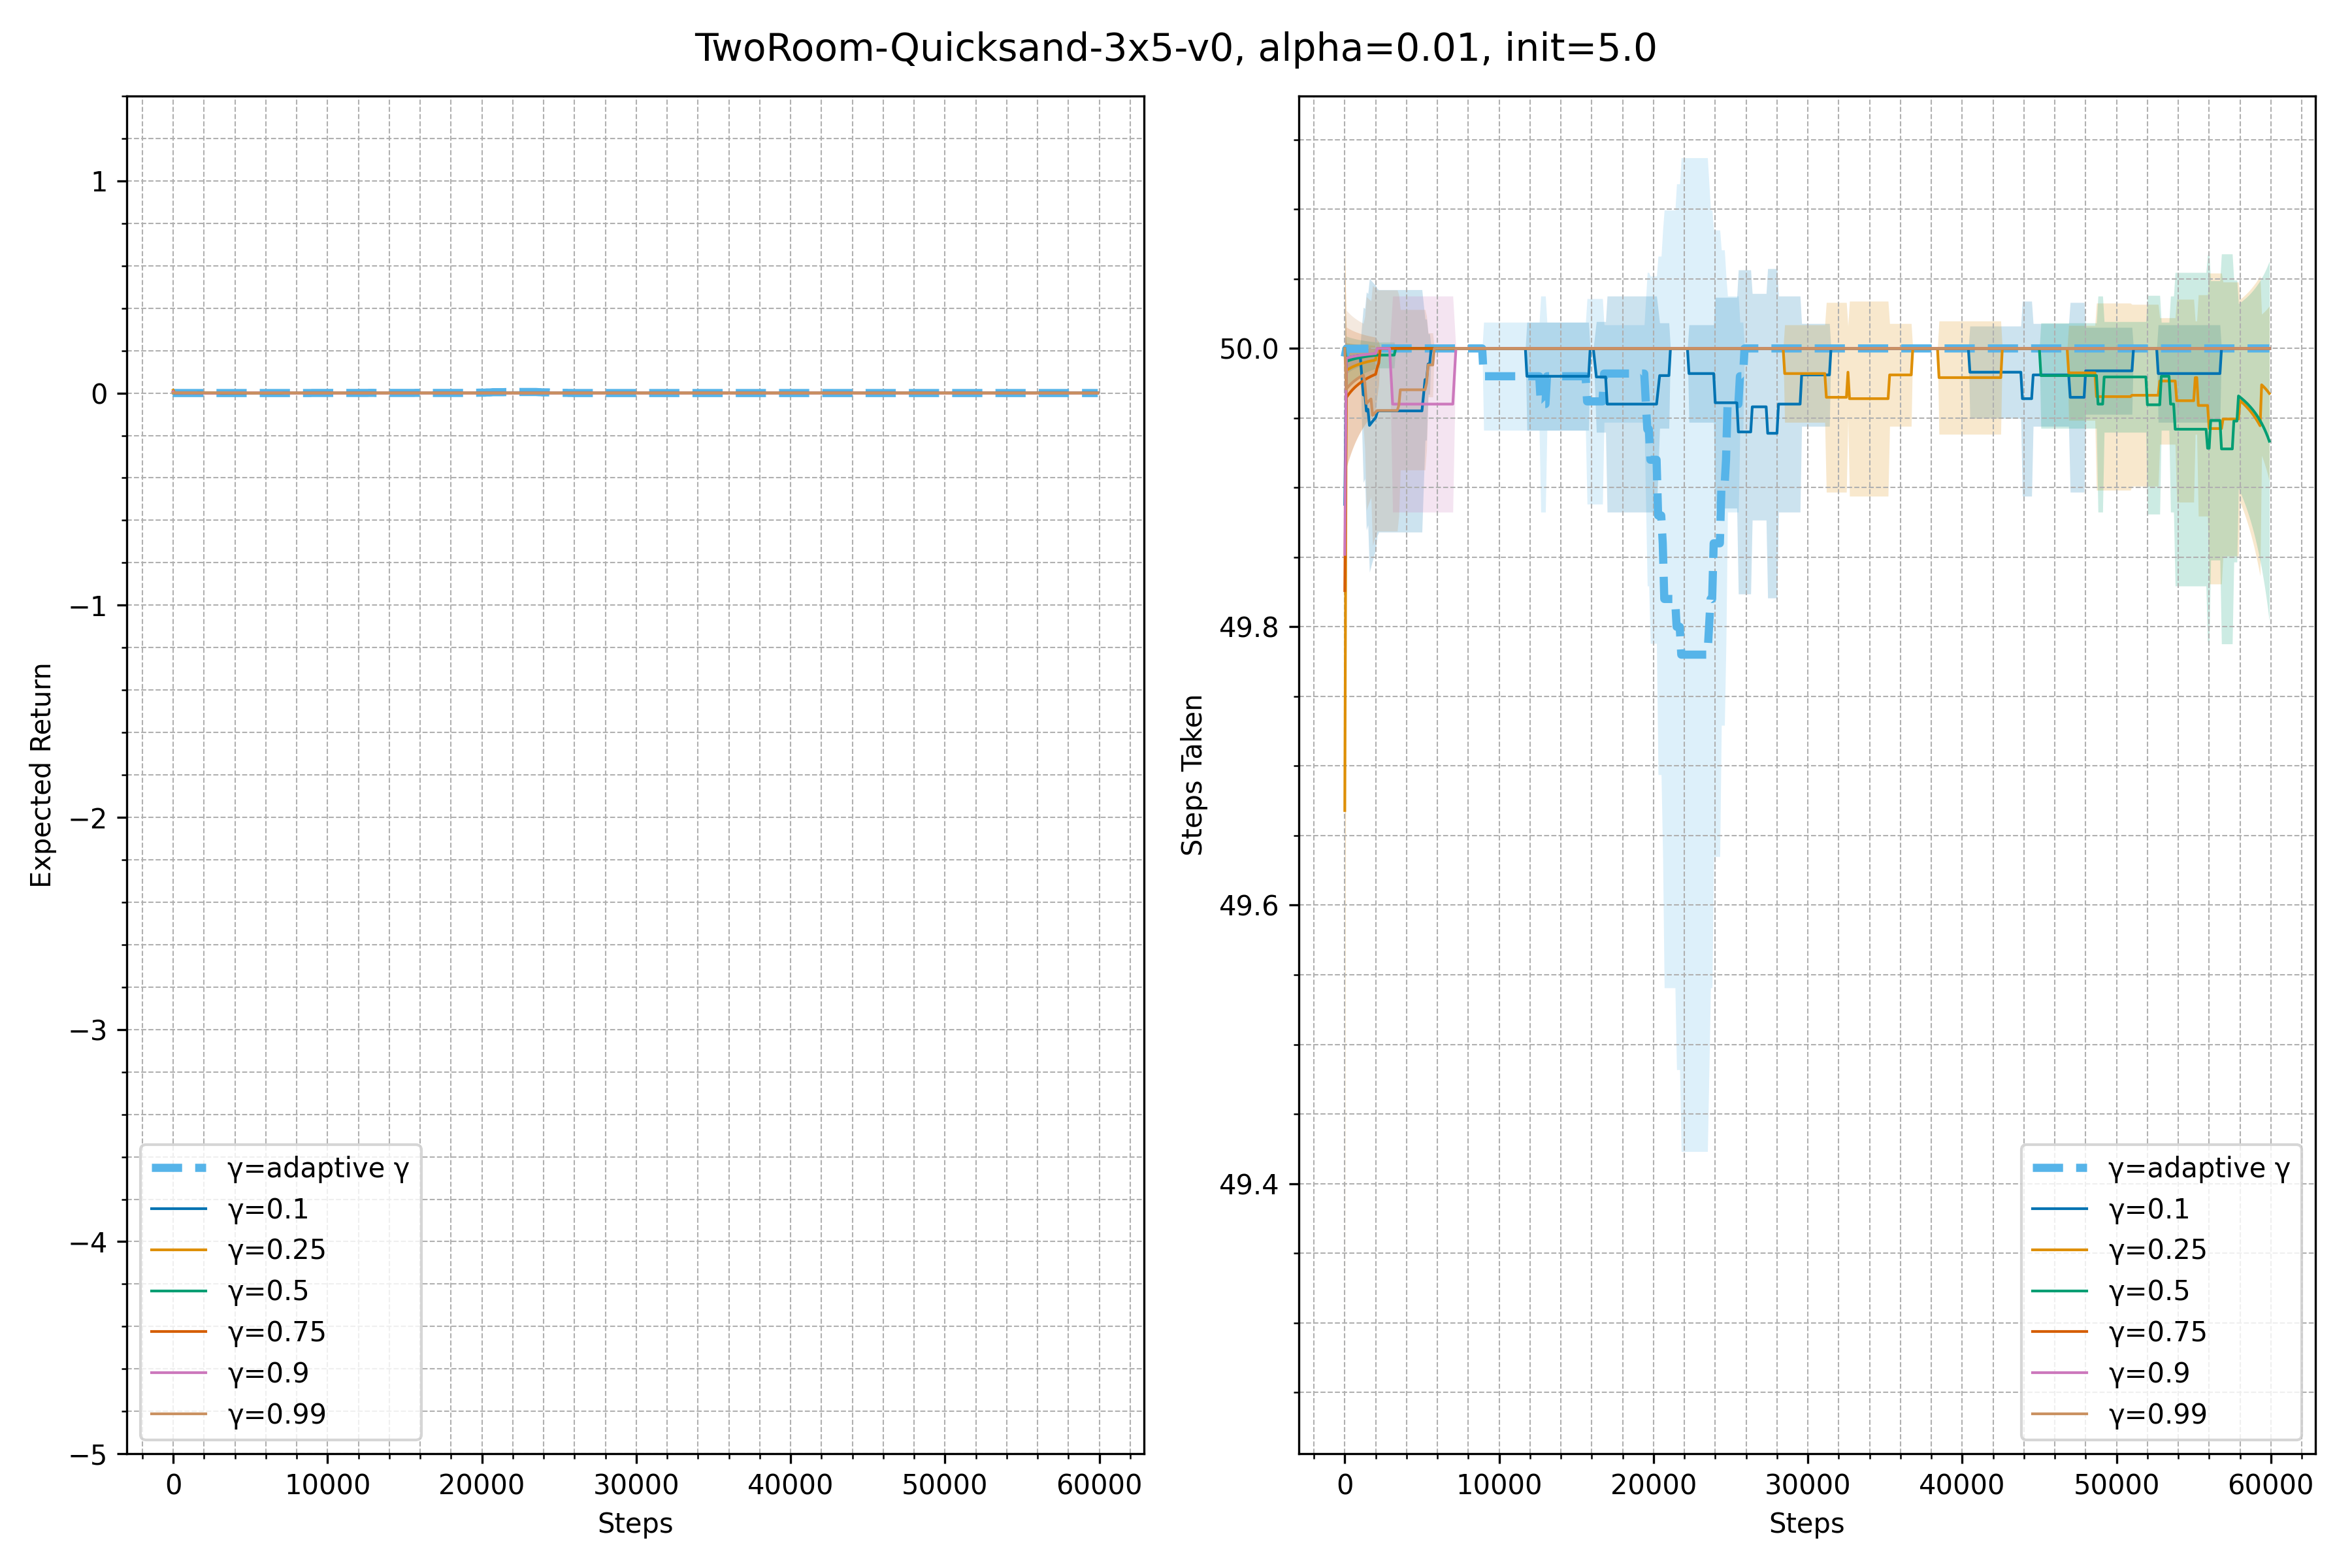 TwoRoom-Quicksand-3x5-v0, alpha=0.01, init=5.0
Expected Return
1
0
−1
−2
−3
−4
−5
γ=adaptive γ
γ=0.1
γ=0.25
γ=0.5
γ=0.75
γ=0.9
γ=0.99
0 10000 20000 30000 40000 50000 60000
Steps
Steps Taken
50.0
49.8
49.6
49.4
γ=adaptive γ
γ=0.1
γ=0.25
γ=0.5
γ=0.75
γ=0.9
γ=0.99
0 10000 20000 30000 40000 50000 60000
Steps